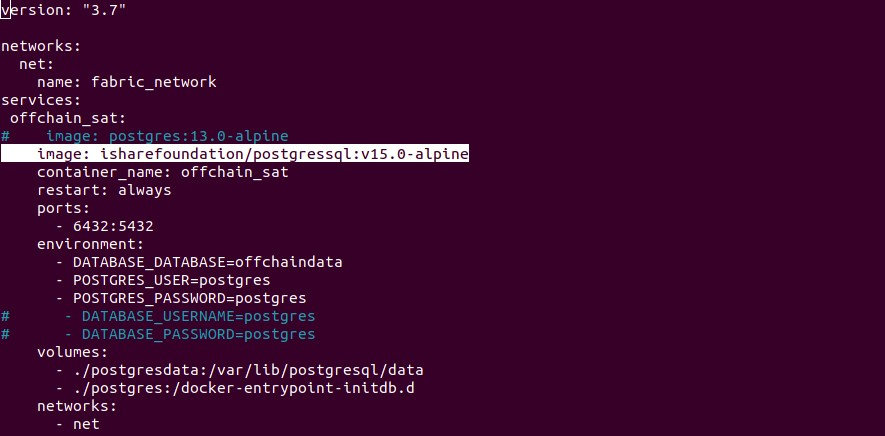 version: "3.7"

networks:
  net:
    name: fabric_network
services:
 offchain_sat:
#    image: postgres:13.0-alpine
    image: isharefoundation/postgressql:v15.0-alpine
    container_name: offchain_sat
    restart: always
    ports:
      - 6432:5432
    environment:
      - DATABASE_DATABASE=offchaindata
      - POSTGRES_USER=postgres
      - POSTGRES_PASSWORD=postgres
#      - DATABASE_USERNAME=postgres
#      - DATABASE_PASSWORD=postgres
    volumes:
      - ./postgresdata:/var/lib/postgresql/data
      - ./postgres:/docker-entrypoint-initdb.d
    networks:
      - net